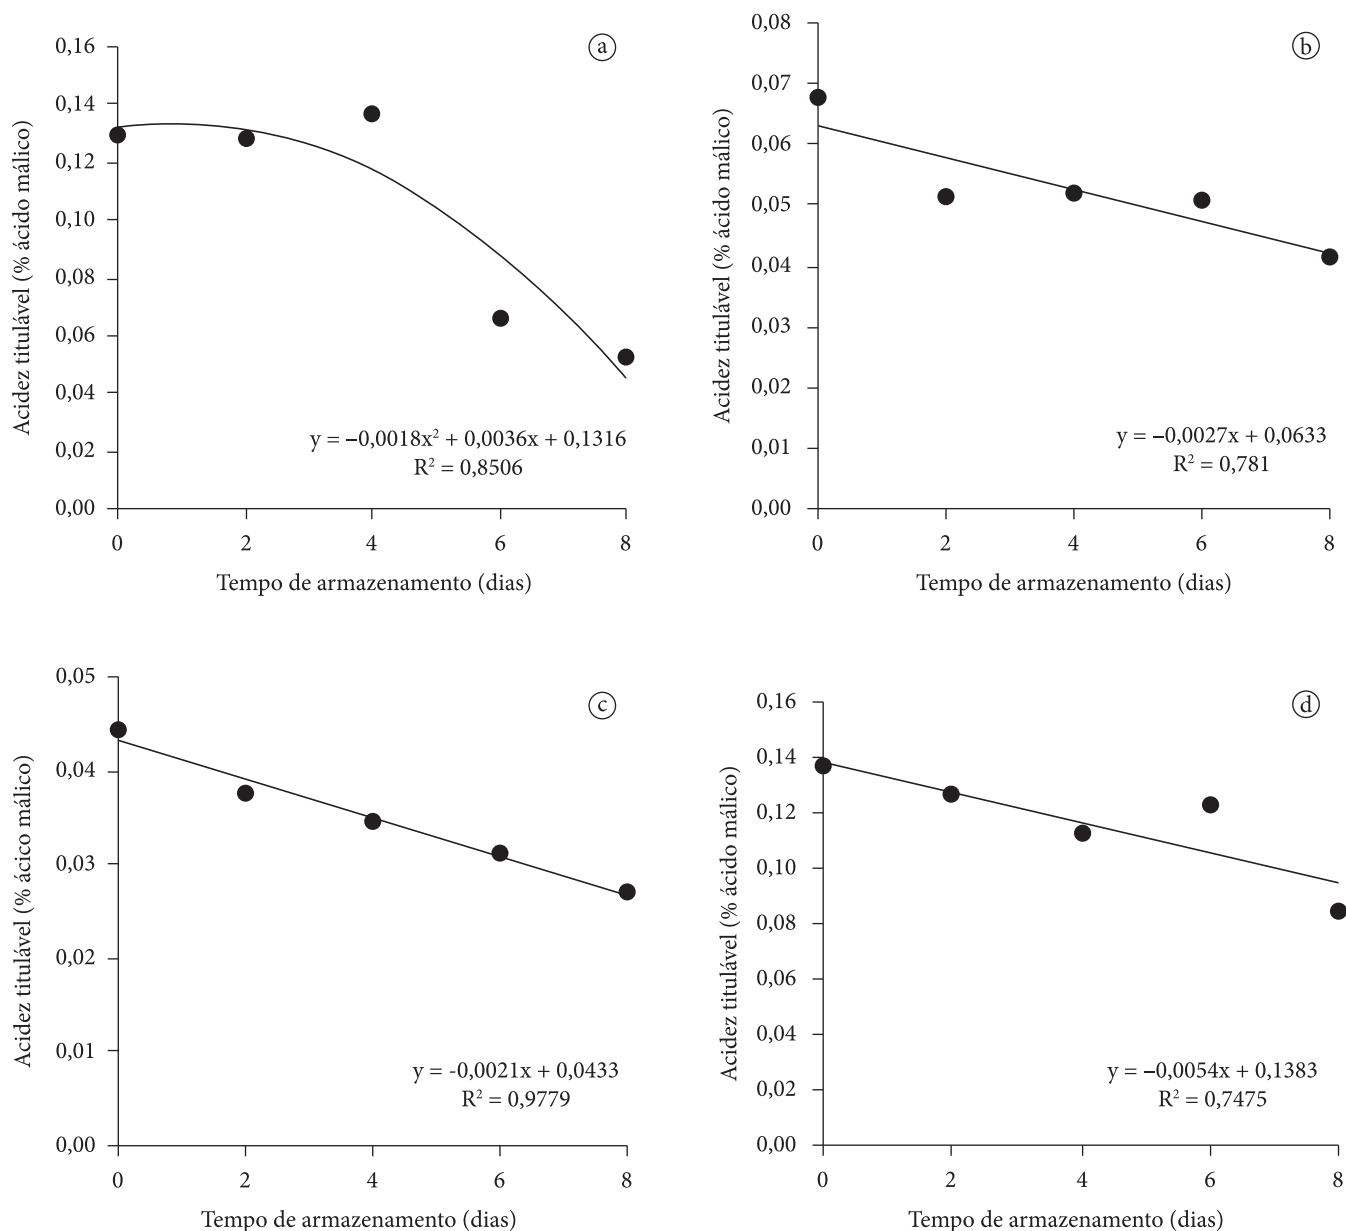 a
Acidez titulável (% ácido málico)
0,16
0,14
0,12
0,10
0,08
0,06
0,04
0,02
0,00
y = –0,0018x² + 0,0036x + 0,1316
R² = 0,8506
0 2 4 6 8
Tempo de armazenamento (dias)
b
Acidez titulável (% ácido málico)
0,08
0,07
0,06
0,05
0,04
0,03
0,02
0,01
0,00
y = –0,0027x + 0,0633
R² = 0,781
0 2 4 6 8
Tempo de armazenamento (dias)
c
Acidez titulável (% ácico málico)
0,05
0,04
0,03
0,02
0,01
0,00
y = -0,0021x + 0,0433
R² = 0,9779
0 2 4 6 8
Tempo de armazenamento (dias)
d
Acidez titulável (% ácido málico)
0,16
0,14
0,12
0,10
0,08
0,06
0,04
0,02
0,00
y = –0,0054x + 0,1383
R² = 0,7475
0 2 4 6 8
Tempo de armazenamento (dias)